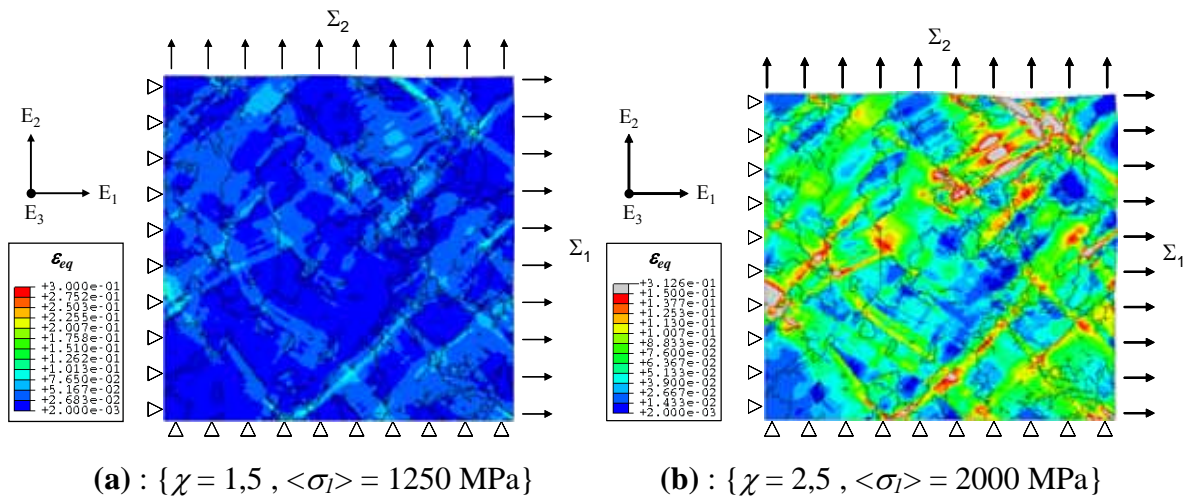 Σ2
Σ2
E2
E1
E3
E2
E1
E3
Σ1
Σ1
εeq
+3.000e-01
+2.752e-01
+2.503e-01
+2.255e-01
+2.007e-01
+1.758e-01
+1.510e-01
+1.262e-01
+1.013e-01
+7.650e-02
+5.167e-02
+2.683e-02
+2.000e-03
εeq
+3.126e-01
+1.500e-01
+1.377e-01
+1.253e-01
+1.130e-01
+1.007e-01
+8.833e-02
+7.600e-02
+6.367e-02
+5.133e-02
+3.900e-02
+2.667e-02
+1.433e-02
+2.000e-03
(a) : {χ = 1,5 , <σI> = 1250 MPa}
(b) : {χ = 2,5 , <σI> = 2000 MPa}